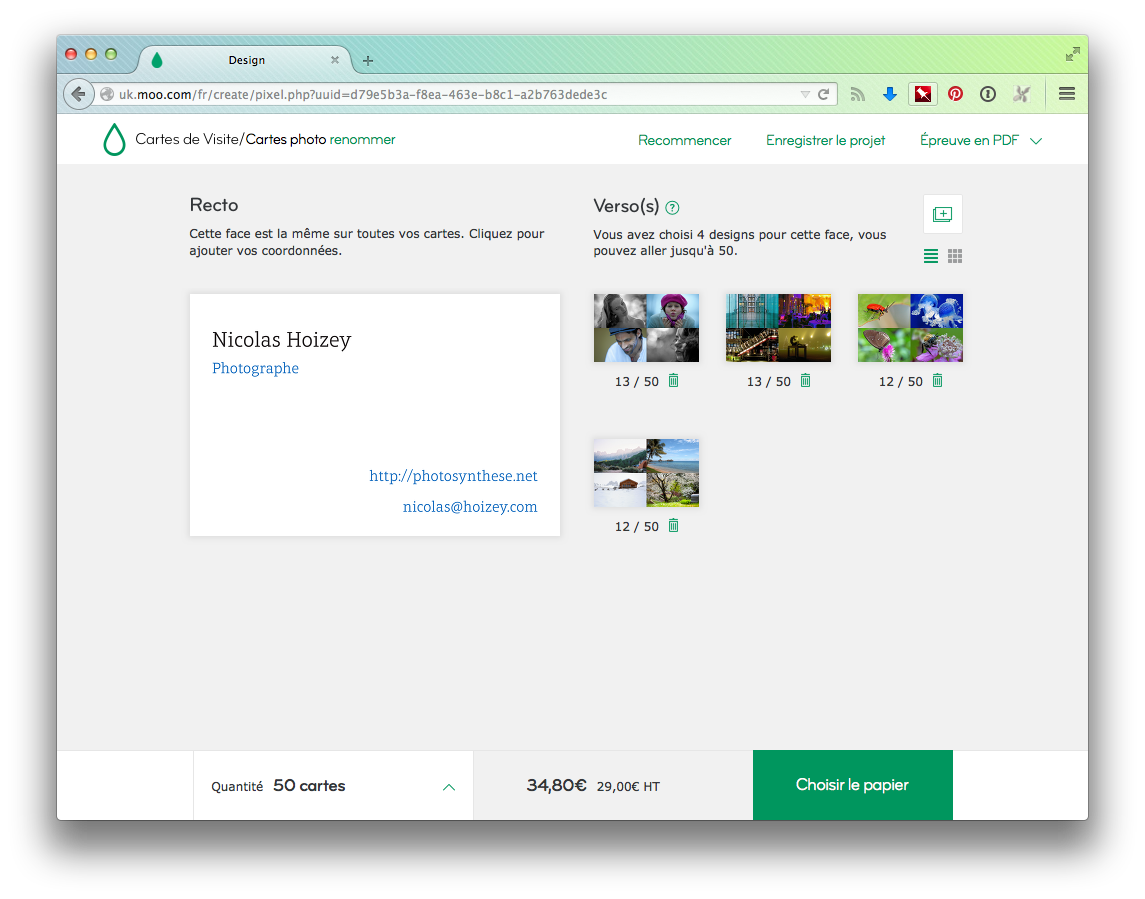 Design
uk.moo.com/fr/create/pixel.php?uuid=d79e5b3a-f8ea-463e-b8c1-a2b763dede3c
Cartes de Visite/Cartes photo renommer
Recommencer
Enregistrer le projet
Épreuve en PDF
Recto
Cette face est la même sur toutes vos cartes. Cliquez pour
ajouter vos coordonnées.
Verso(s) ?
Vous avez choisi 4 designs pour cette face, vous
pouvez aller jusqu'à 50.
Nicolas Hoizey
Photographe
http://photosynthese.net
nicolas@hoizey.com
13 / 50
13 / 50
12 / 50
12 / 50
Quantité 50 cartes
34,80€ 29,00€ HT
Choisir le papier